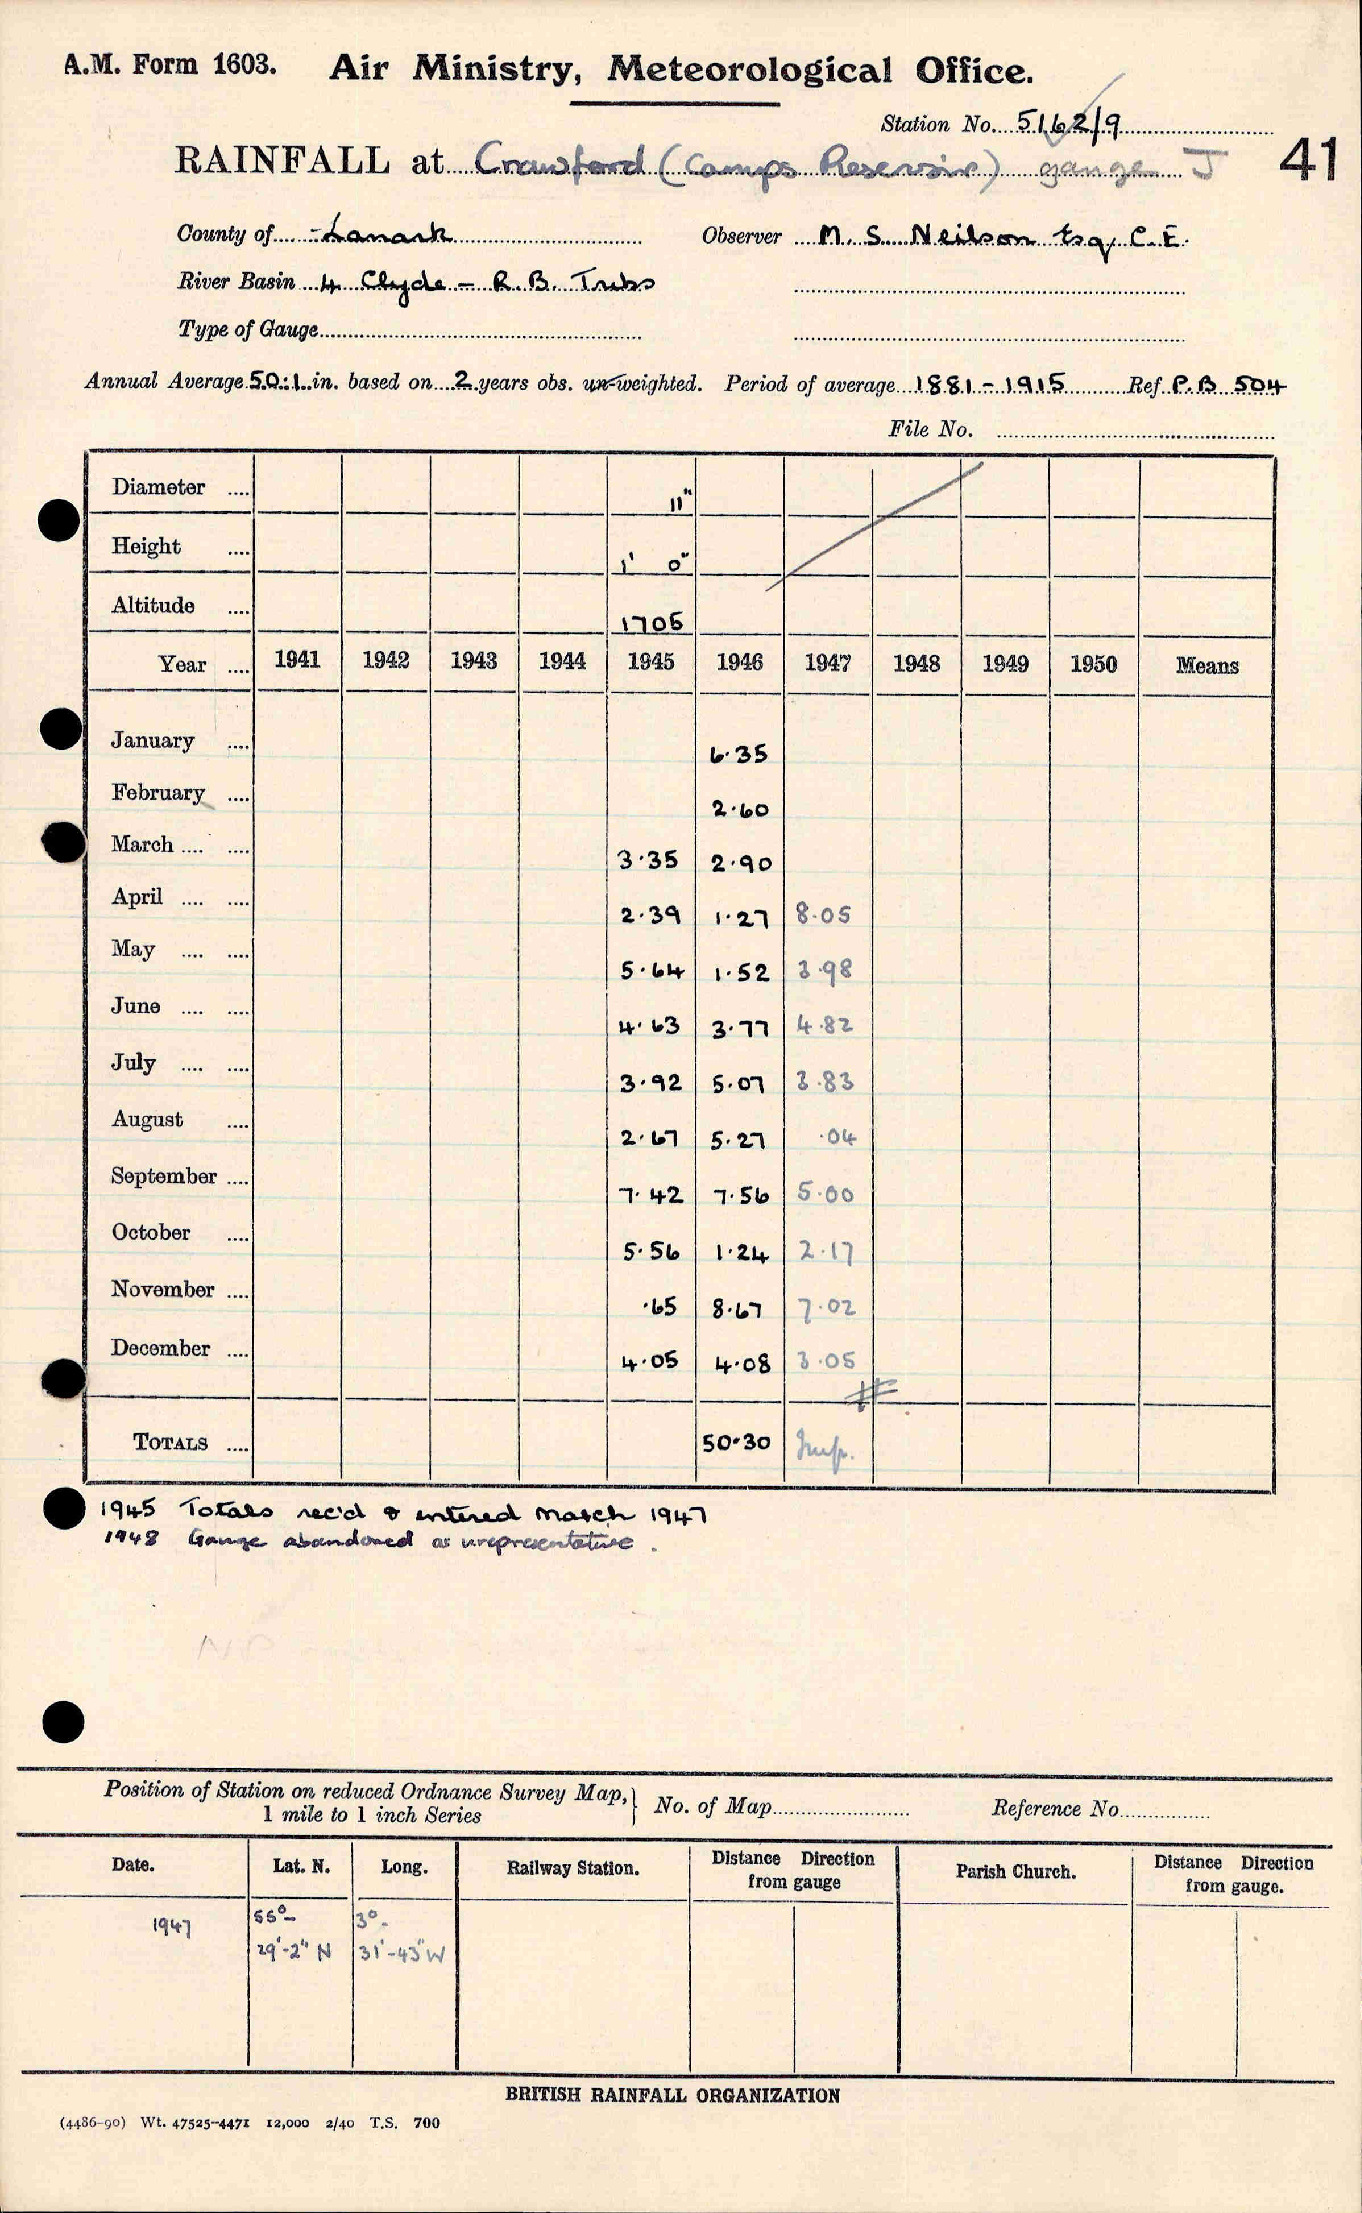 A.M. Form 1603. Air Ministry, Meteorological Office.
Station No. 5162/9
RAINFALL at Crawford (Camps Reservoir) gauge J 41
County of Lanark Observer M. S. Neilson Esq. C.E.
River Basin 4 Clyde - R.B. Tribs
Type of Gauge
Annual Average 50.1 in. based on 2 years obs. un-weighted. Period of average 1881-1915 Ref P.B 504
File No.
Diameter .... 11"
Height .... 1' 0"
Altitude .... 1705
Year .... 1941 1942 1943 1944 1945 1946 1947 1948 1949 1950 Means
January .... 6.35
February .... 2.60
March .... .... 3.35 2.90
April .... .... 2.39 1.27 8.05
May .... .... 5.64 1.52 3.98
June .... .... 4.63 3.77 4.82
July .... .... 3.92 5.07 3.83
August .... 2.67 5.27 .04
September .... 7.42 7.56 5.00
October .... 5.56 1.24 2.17
November .... .65 8.67 7.02
December .... 4.05 4.08 3.05
TOTALS .... 50.30 Imp.
1945 Totals rec'd & entered March 1947
1948 Gauge abandoned as unrepresentative.
Position of Station on reduced Ordnance Survey Map, } No. of Map Reference No.
1 mile to 1 inch Series
Date. Lat. N. Long. Railway Station. Distance Direction from gauge Parish Church. Distance Direction from gauge.
1947 55°- 3°-
29'-2" N 31'-43" W
BRITISH RAINFALL ORGANIZATION
(4486-90) Wt. 47525-4471 12,000 2/40 T.S. 700